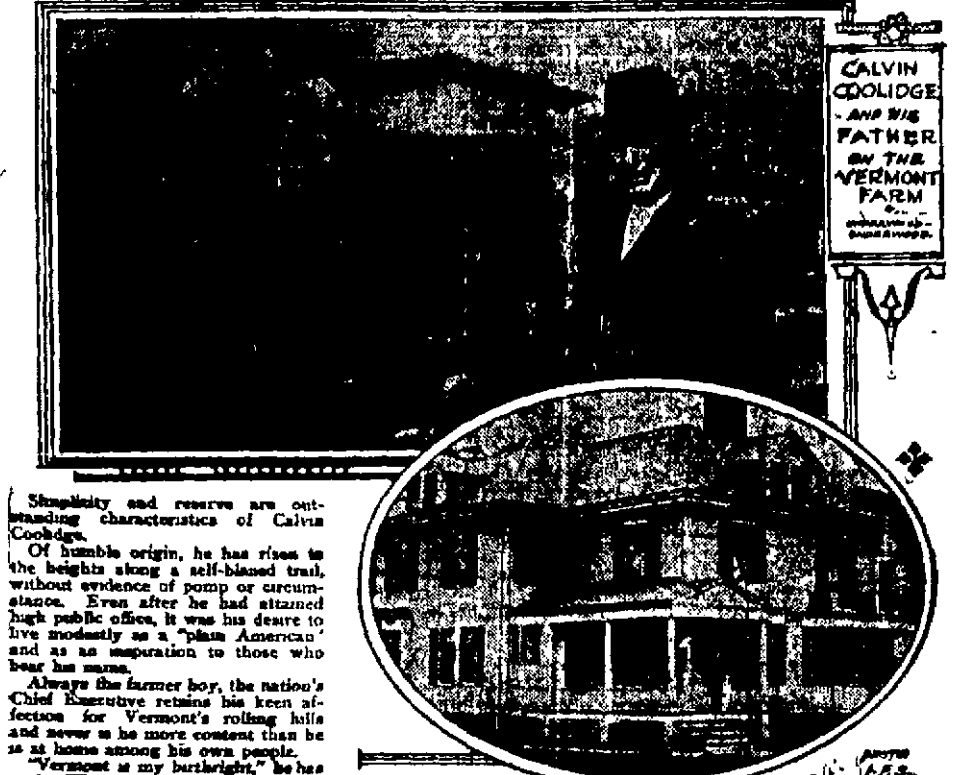 CALVIN
COOLIDGE
- AND HIS
FATHER
ON THE
VERMONT
FARM
Simplicity and reserve are out-
standing characteristics of Calvin
Coolidge.
Of humble origin, he has risen to
the heights along a self-blazed trail,
without evidence of pomp or circum-
stance. Even after he had attained
high public office, it was his desire to
live modestly as a "plain American"
and as an inspiration to those who
bear his name.
Always the farmer boy, the nation's
Chief Executive retains his keen af-
fection for Vermont's rolling hills
and never is he more content than he
is at home among his own people.
"Vermont is my birthright," he has
PHOTO